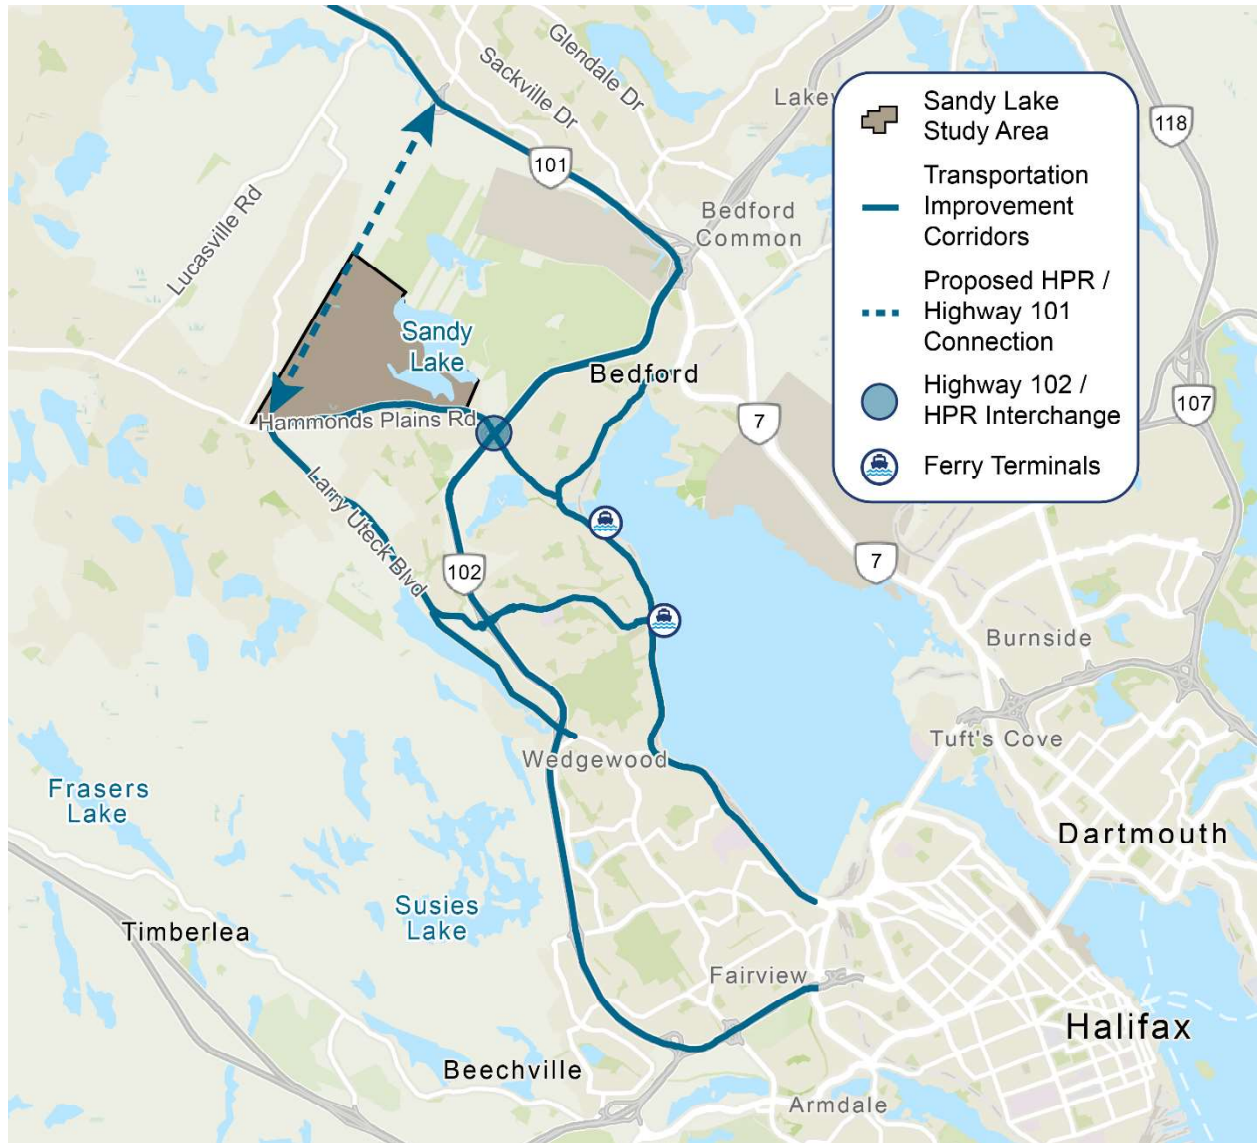 Glendale Dr
Sackville Dr
Lakev
118
101
Sandy Lake
Study Area
Transportation
Improvement
Corridors
Proposed HPR /
Highway 101
Connection
Highway 102 /
HPR Interchange
Ferry Terminals
Lucasville Rd
Bedford
Common
Sandy
Lake
Bedford
107
7
Hammonds Plains Rd
Larry Uteck Blvd
102
7
Burnside
Tuft's Cove
Wedgewood
Frasers
Lake
Dartmouth
Susies
Lake
Timberlea
Fairview
Halifax
Beechville
Armdale